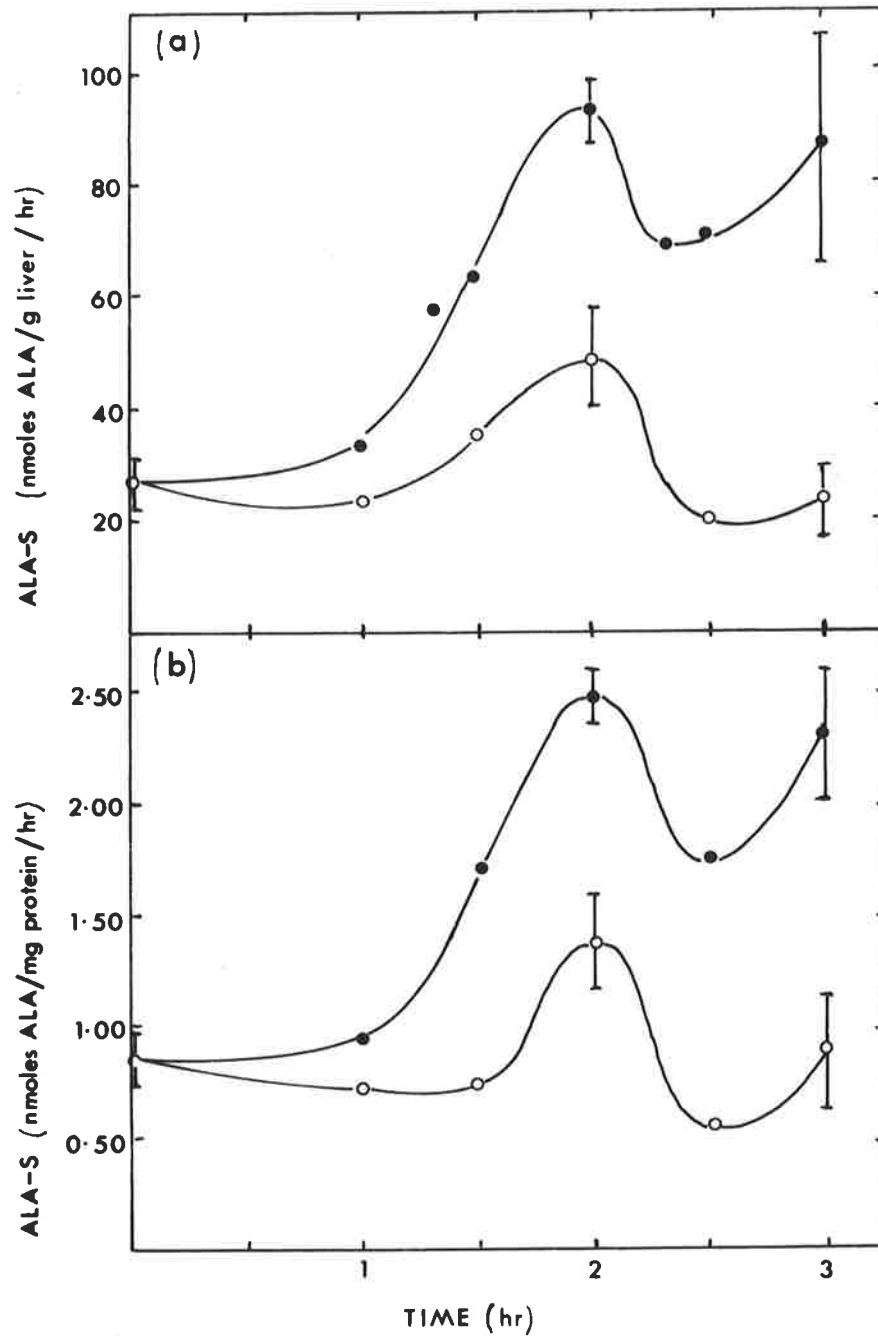 (a)
100
80
60
40
20
ALA-S (nmoles ALA/g liver / hr)
(b)
2·50
2·00
1·50
1·00
0·50
ALA-S (nmoles ALA/mg protein/hr)
1 2 3
TIME (hr)